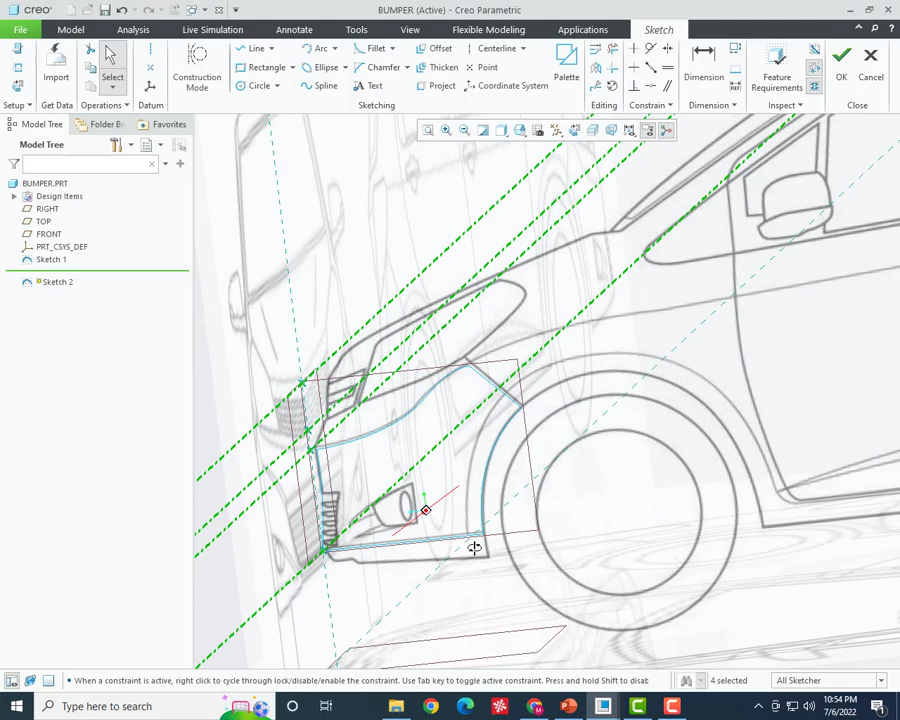 creo BUMPER (Active) - Creo Parametric
File Model Analysis Live Simulation Annotate Tools View Flexible Modeling Applications Sketch
Line Arc Fillet Offset Centerline
Rectangle Ellipse Chamfer Thicken Point
Circle Spline Text Project Coordinate System
Import Select Construction Mode Palette Dimension Feature Requirements OK Cancel
Setup Get Data Operations Datum Sketching Editing Constrain Dimension Inspect Close
Model Tree Folder Br Favorites
Model Tree
BUMPER.PRT
Design Items
RIGHT
TOP
FRONT
PRT_CSYS_DEF
Sketch 1
Sketch 2
When a constraint is active, right click to cycle through lock/disable/enable the constraint. Use Tab key to toggle active constraint. Press and hold Shift to disab
4 selected All Sketcher
Type here to search
10:54 PM
7/6/2022